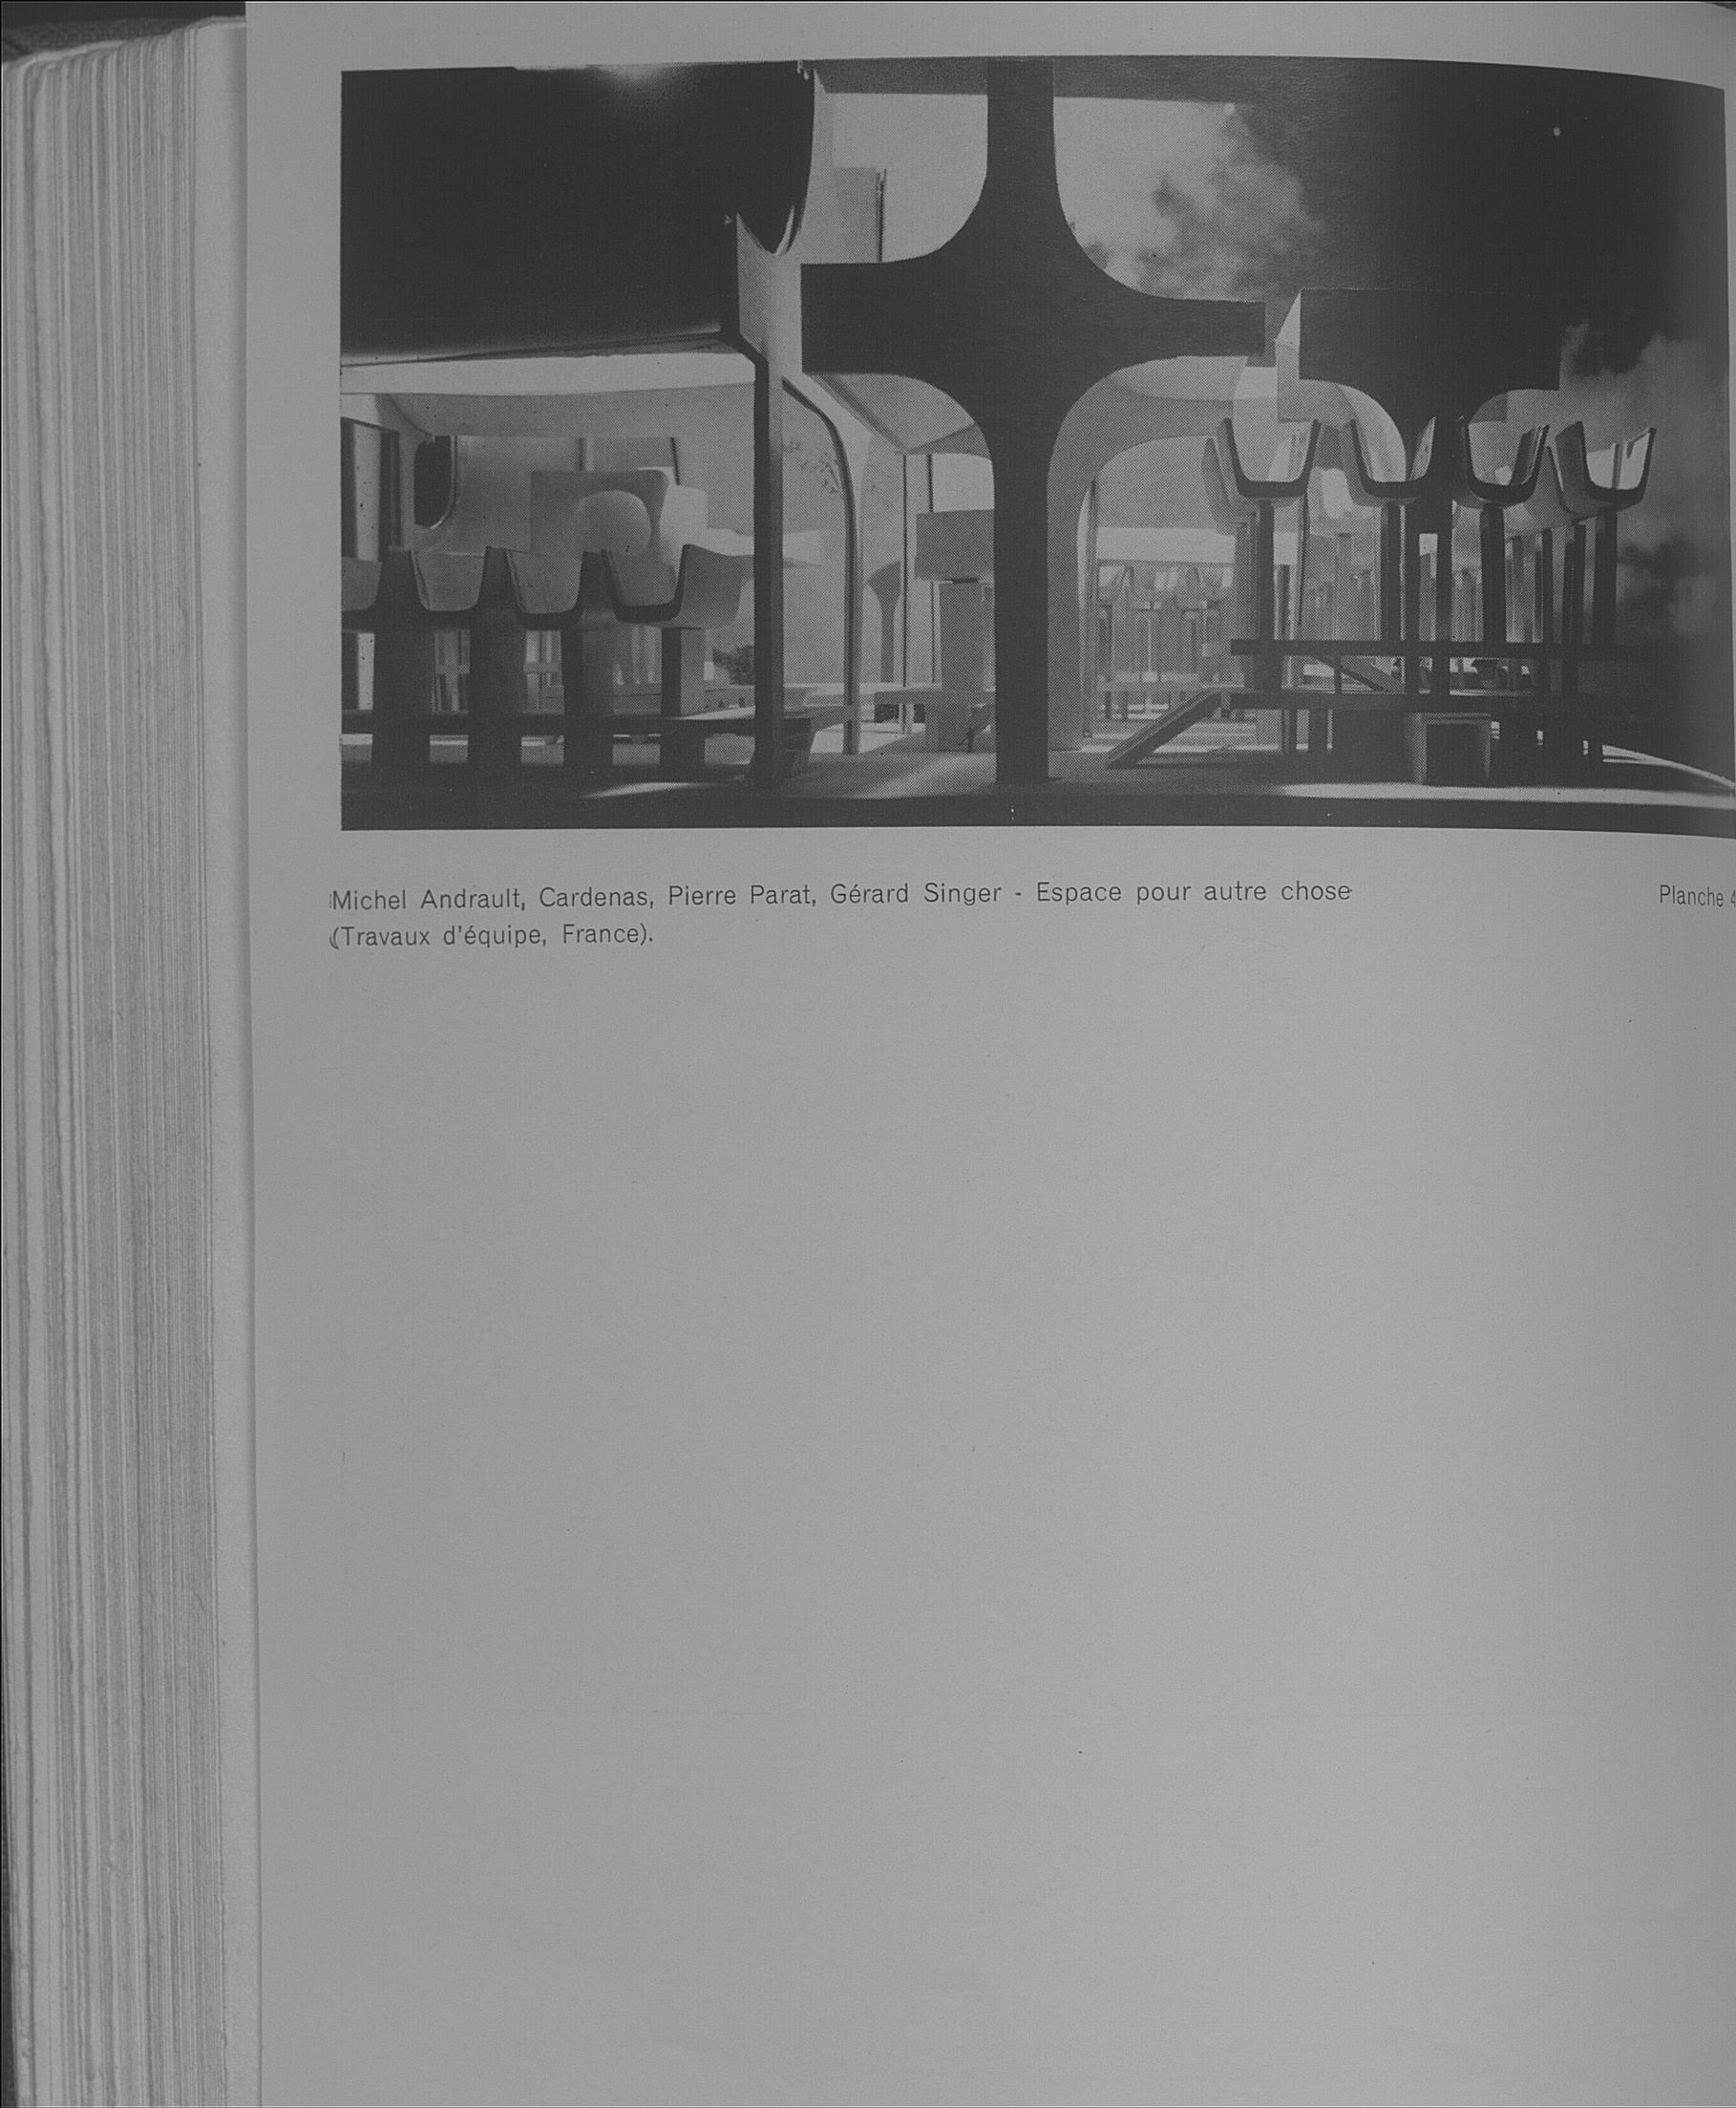 Michel Andrault, Cardenas, Pierre Parat, Gérard Singer - Espace pour autre chose
(Travaux d'équipe, France).
Planche 4